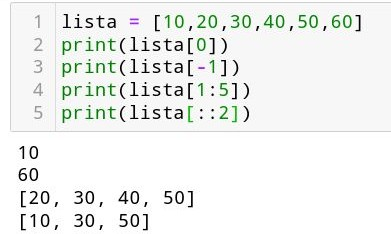 1 lista = [10,20,30,40,50,60]
2 print(lista[0])
3 print(lista[-1])
4 print(lista[1:5])
5 print(lista[::2])
10
60
[20, 30, 40, 50]
[10, 30, 50]